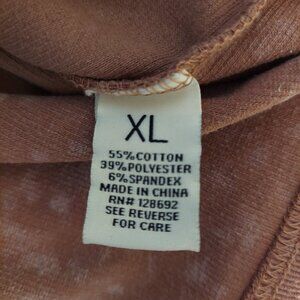 XL
55% COTTON
39% POLYESTER
6% SPANDEX
MADE IN CHINA
RN# 128692
SEE REVERSE
FOR CARE